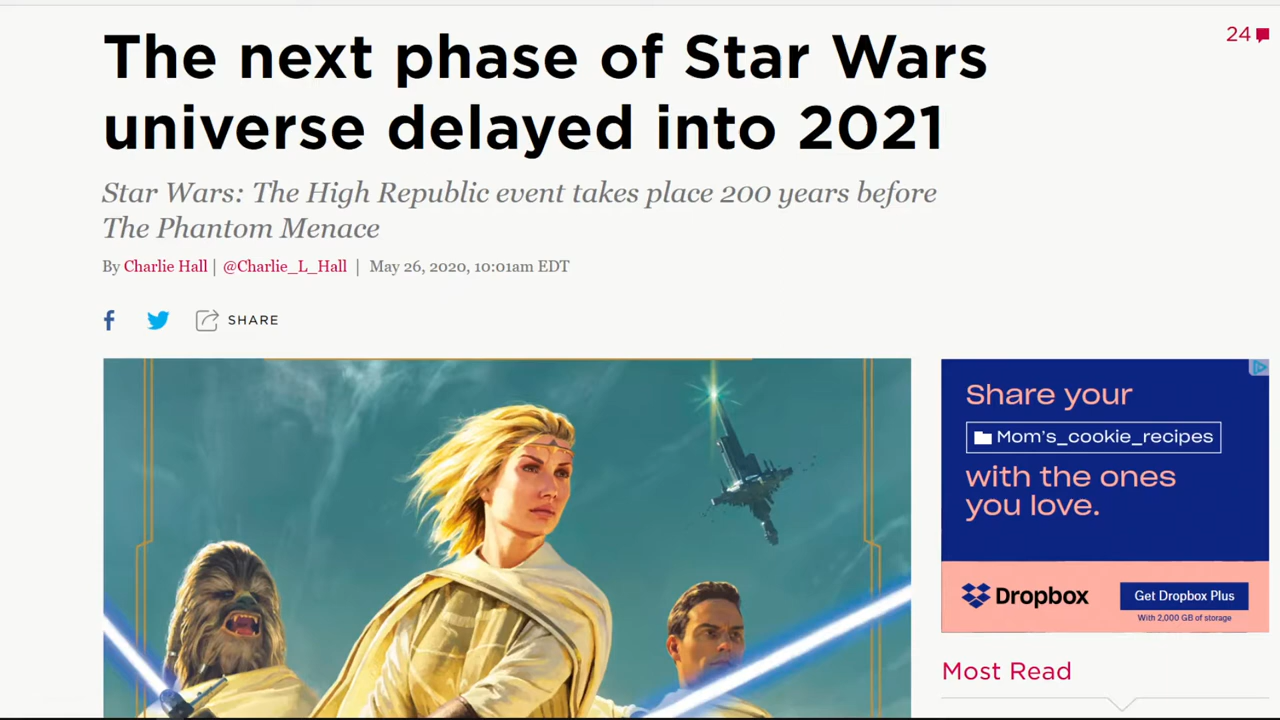 The next phase of Star Wars
universe delayed into 2021
24
Star Wars: The High Republic event takes place 200 years before
The Phantom Menace
By Charlie Hall | @Charlie_L_Hall | May 26, 2020, 10:01am EDT
SHARE
Share your
Mom's_cookie_recipes
with the ones
you love.
Dropbox
Get Dropbox Plus
With 2,000 GB of storage
Most Read